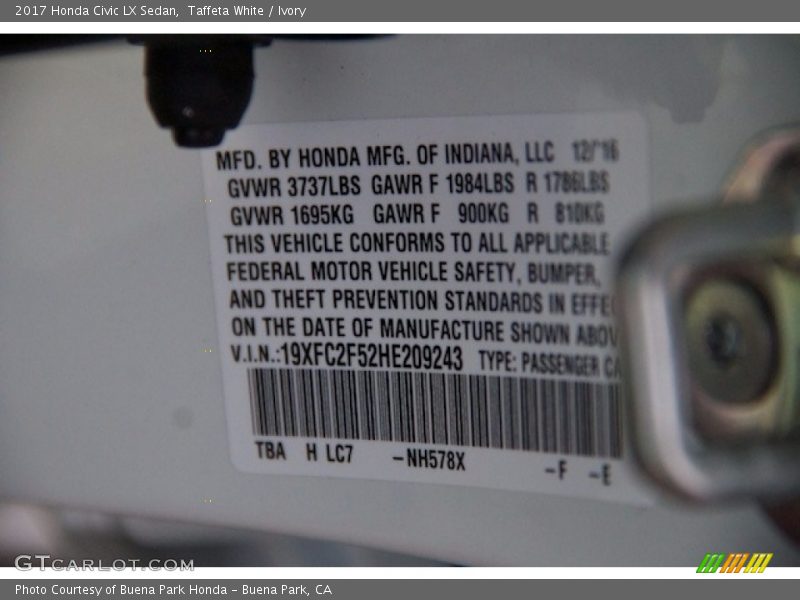 2017 Honda Civic LX Sedan, Taffeta White / Ivory
MFD. BY HONDA MFG. OF INDIANA, LLC 12/16
GVWR 3737LBS GAWR F 1984LBS R 1786LBS
GVWR 1695KG GAWR F 900KG R 810KG
THIS VEHICLE CONFORMS TO ALL APPLICABLE
FEDERAL MOTOR VEHICLE SAFETY, BUMPER,
AND THEFT PREVENTION STANDARDS IN EFFE
ON THE DATE OF MANUFACTURE SHOWN ABOV
V.I.N.:19XFC2F52HE209243 TYPE: PASSENGER CA
TBA H LC7 -NH578X -F -E
GTCARLOT.COM
Photo Courtesy of Buena Park Honda - Buena Park, CA